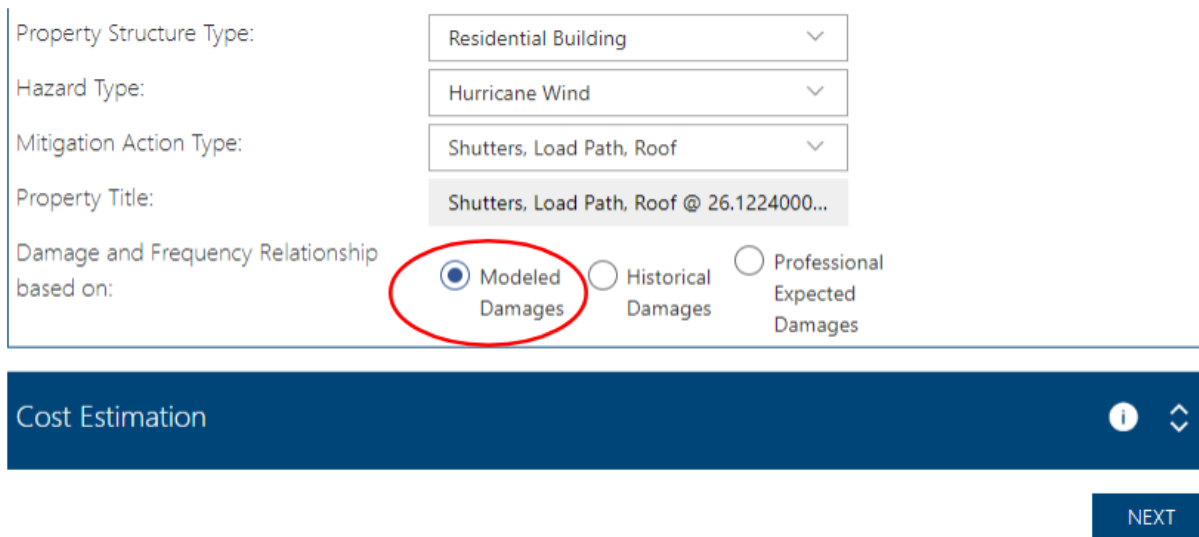 Property Structure Type:
Residential Building
Hazard Type:
Hurricane Wind
Mitigation Action Type:
Shutters, Load Path, Roof
Property Title:
Shutters, Load Path, Roof @ 26.1224000...
Damage and Frequency Relationship
based on:
Modeled
Damages
Historical
Damages
Professional
Expected
Damages
Cost Estimation
i
NEXT